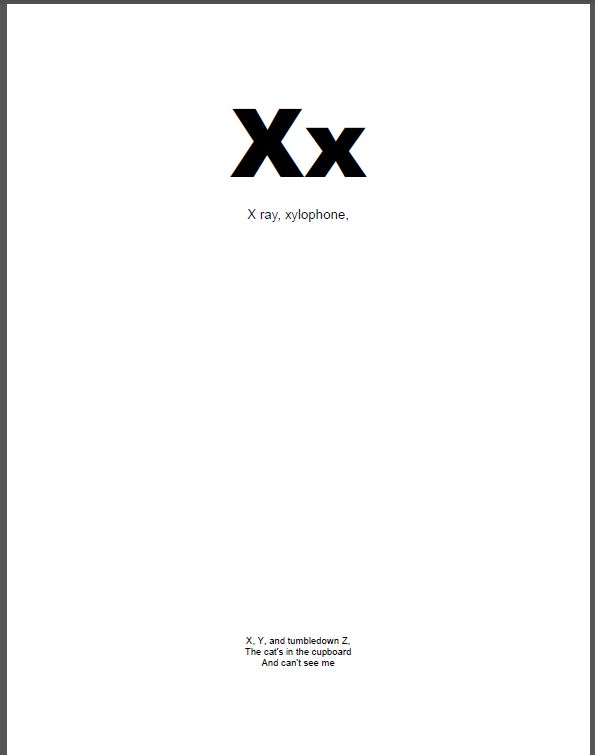 Xx
X ray, xylophone,
X, Y, and tumbledown Z,
The cat's in the cupboard
And can't see me